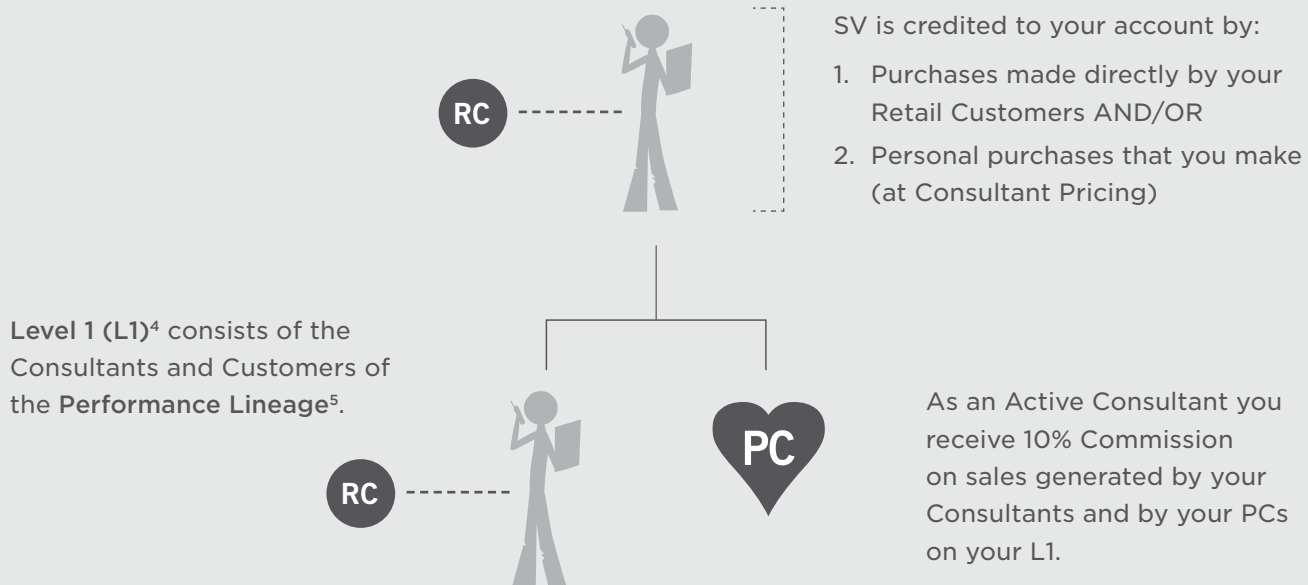 SV is credited to your account by:
1. Purchases made directly by your
Retail Customers AND/OR
2. Personal purchases that you make
(at Consultant Pricing)
RC
Level 1 (L1)⁴ consists of the
Consultants and Customers of
the Performance Lineage⁵.
RC
PC
As an Active Consultant you
receive 10% Commission
on sales generated by your
Consultants and by your PCs
on your L1.